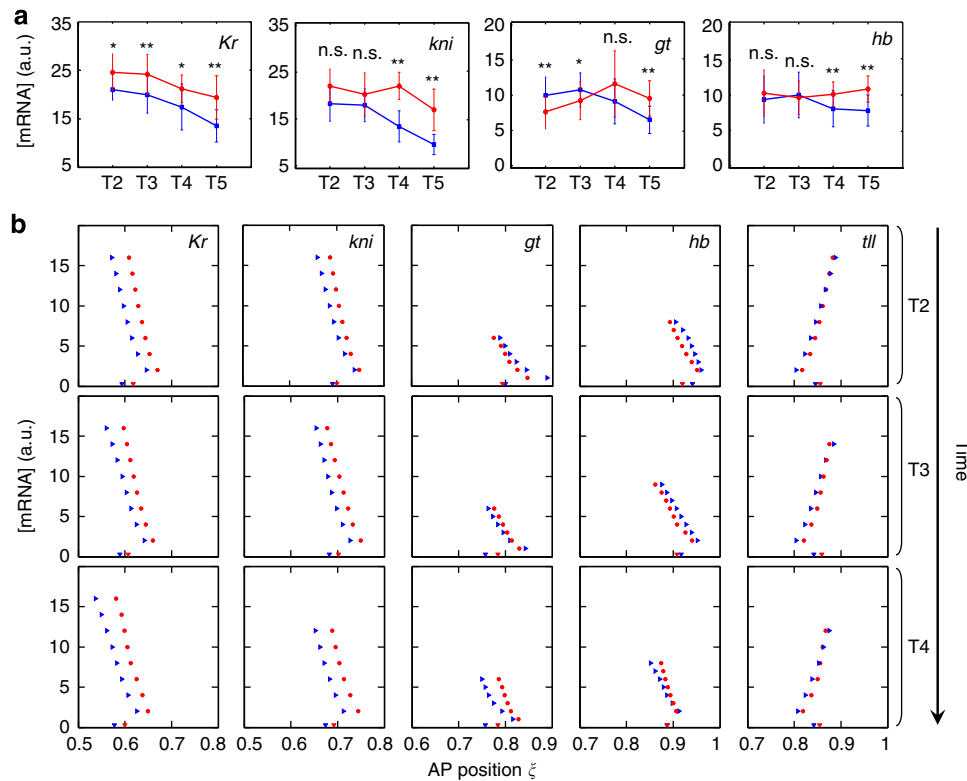 a
Kr
kni
gt
hb
[mRNA] (a.u.)
35 25 15 5
* ** * **
T2 T3 T4 T5
35 25 15 5
n.s. n.s. ** **
T2 T3 T4 T5
20 15 10 5 0
** * n.s. **
T2 T3 T4 T5
20 15 10 5 0
n.s. n.s. ** **
T2 T3 T4 T5
b
Kr kni gt hb tll
15 10 5 0
T2
[mRNA] (a.u.)
15 10 5 0
T3
Time
15 10 5 0
T4
0.5 0.6 0.7 0.8
0.5 0.6 0.7 0.8
0.6 0.7 0.8 0.9
0.7 0.8 0.9 1
0.7 0.8 0.9 1
AP position ξ